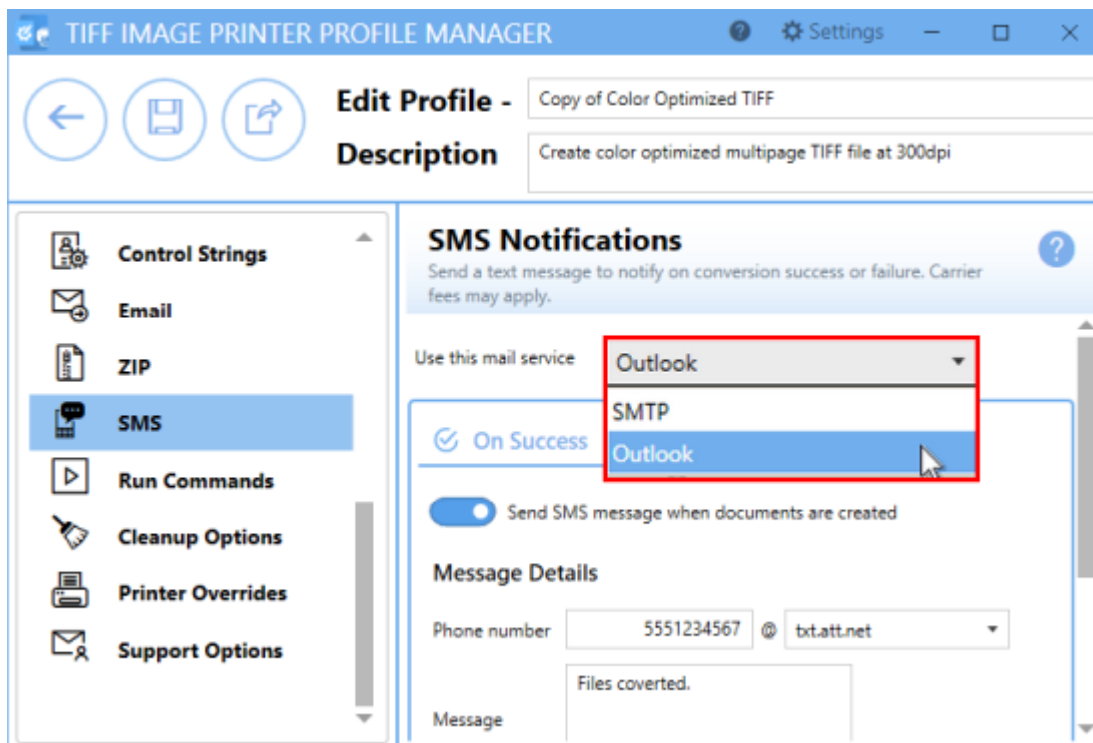 TIFF IMAGE PRINTER PROFILE MANAGER
Settings
Edit Profile - Copy of Color Optimized TIFF
Description Create color optimized multipage TIFF file at 300dpi
Control Strings
Email
ZIP
SMS
Run Commands
Cleanup Options
Printer Overrides
Support Options
SMS Notifications
Send a text message to notify on conversion success or failure. Carrier
fees may apply.
Use this mail service Outlook
SMTP
Outlook
On Success
Send SMS message when documents are created
Message Details
Phone number 5551234567 @ txt.att.net
Files coverted.
Message